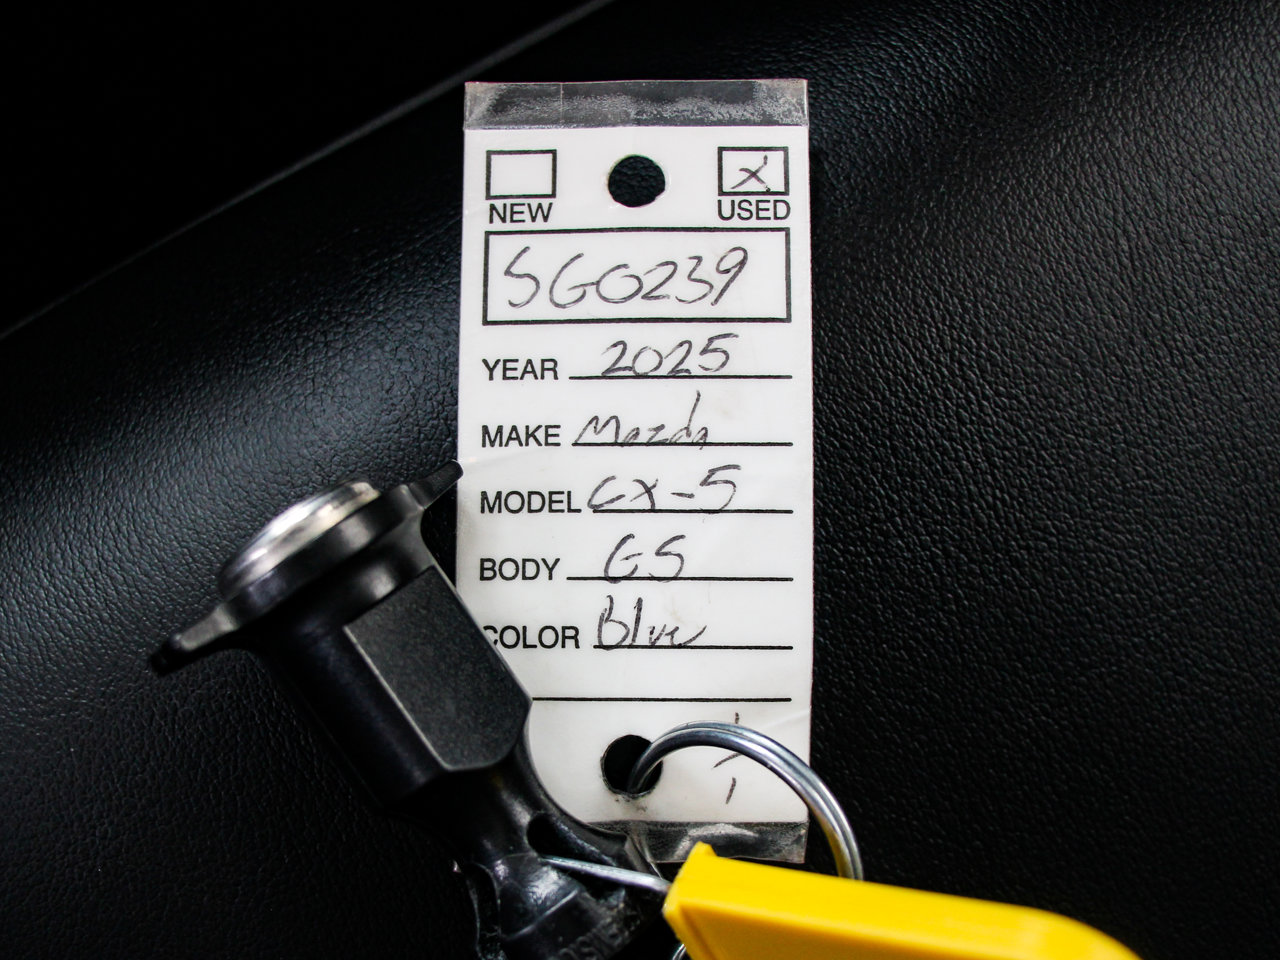 NEW USED
SG0239
YEAR 2025
MAKE Mazda
MODEL CX-5
BODY GS
COLOR Blue